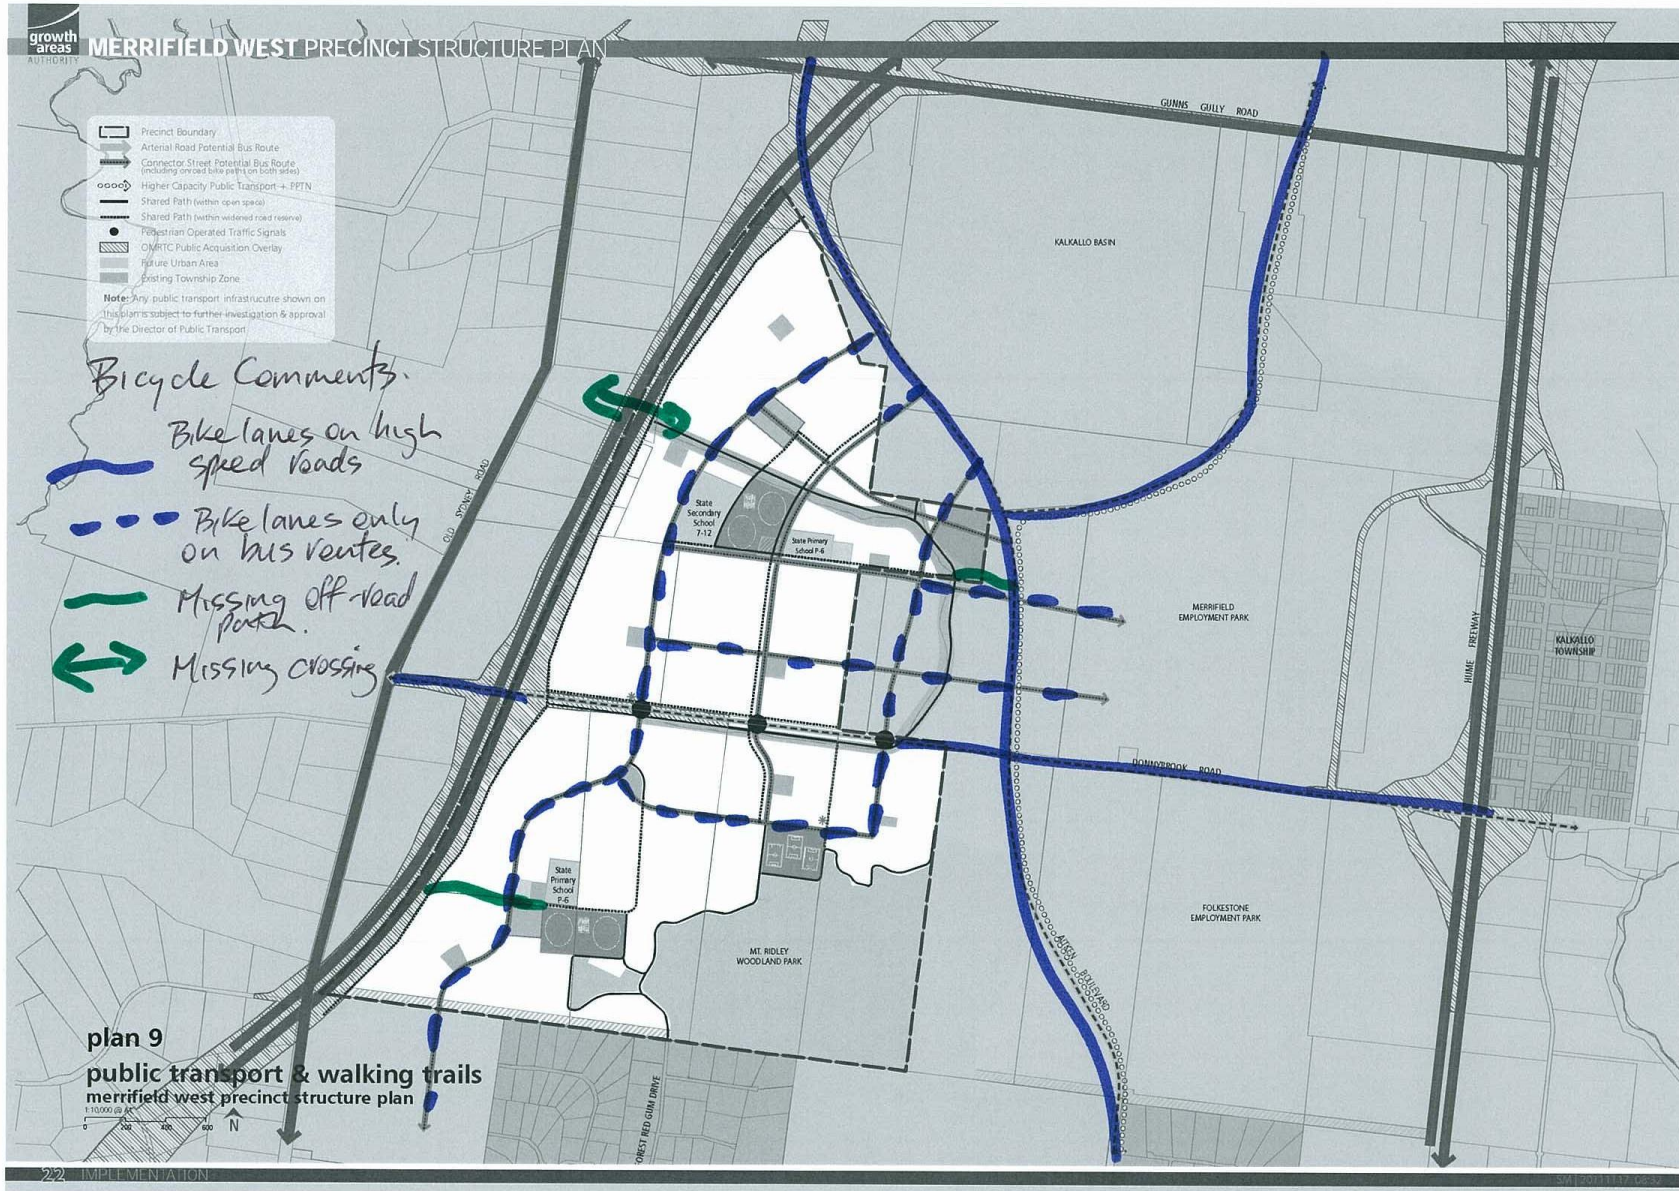 growth
areas
AUTHORITY
MERRIFIELD WEST PRECINCT STRUCTURE PLAN
Precinct Boundary
Arterial Road Potential Bus Route
Connector Street Potential Bus Route
(including onroad bike paths on both sides)
Higher Capacity Public Transport + PPTN
Shared Path (within open space)
Shared Path (within widened road reserve)
Pedestrian Operated Traffic Signals
OMRTC Public Acquisition Overlay
Future Urban Area
Existing Township Zone
Note: Any public transport infrastrucutre shown on
this plan is subject to further investigation & approval
by the Director of Public Transport
Bicycle Comments.
Bike lanes on high
speed roads
Bike lanes only
on bus routes.
Missing off-road
path.
Missing crossing
GUNNS GULLY ROAD
KALKALLO BASIN
OLD SYDNEY ROAD
State
Secondary
School
7-12
State Primary
School P-6
MERRIFIELD
EMPLOYMENT PARK
HUME FREEWAY
KALKALLO
TOWNSHIP
DONNYBROOK ROAD
State
Primary
School
P-6
FOLKESTONE
EMPLOYMENT PARK
MT. RIDLEY
WOODLAND PARK
AITKEN BOULEVARD
FOREST RED GUM DRIVE
plan 9
public transport & walking trails
merrifield west precinct structure plan
0 200 400 600
N
22 IMPLEMENTATION